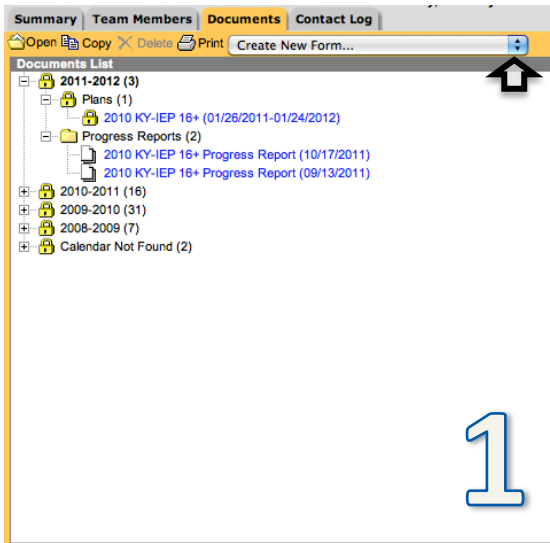 Summary Team Members Documents Contact Log
Open Copy Delete Print Create New Form...
Documents List
2011-2012 (3)
Plans (1)
2010 KY-IEP 16+ (01/26/2011-01/24/2012)
Progress Reports (2)
2010 KY-IEP 16+ Progress Report (10/17/2011)
2010 KY-IEP 16+ Progress Report (09/13/2011)
2010-2011 (16)
2009-2010 (31)
2008-2009 (7)
Calendar Not Found (2)
1